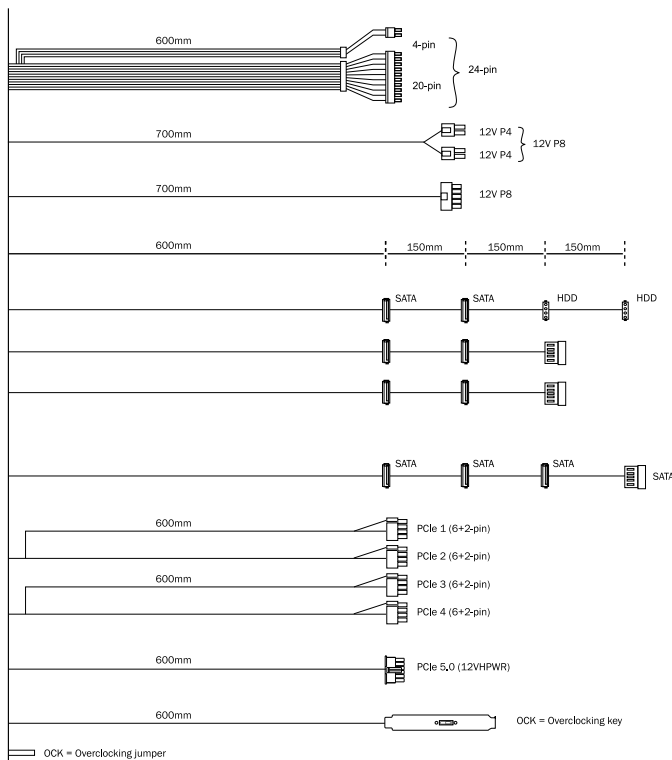 600mm
4-pin
24-pin
20-pin
700mm
12V P4
12V P8
12V P4
700mm
12V P8
600mm
150mm
150mm
150mm
SATA
SATA
HDD
HDD
SATA
SATA
SATA
SATA
600mm
PCIe 1 (6+2-pin)
PCIe 2 (6+2-pin)
600mm
PCIe 3 (6+2-pin)
PCIe 4 (6+2-pin)
600mm
PCIe 5.0 (12VHPWR)
600mm
OCK = Overclocking key
OCK = Overclocking jumper